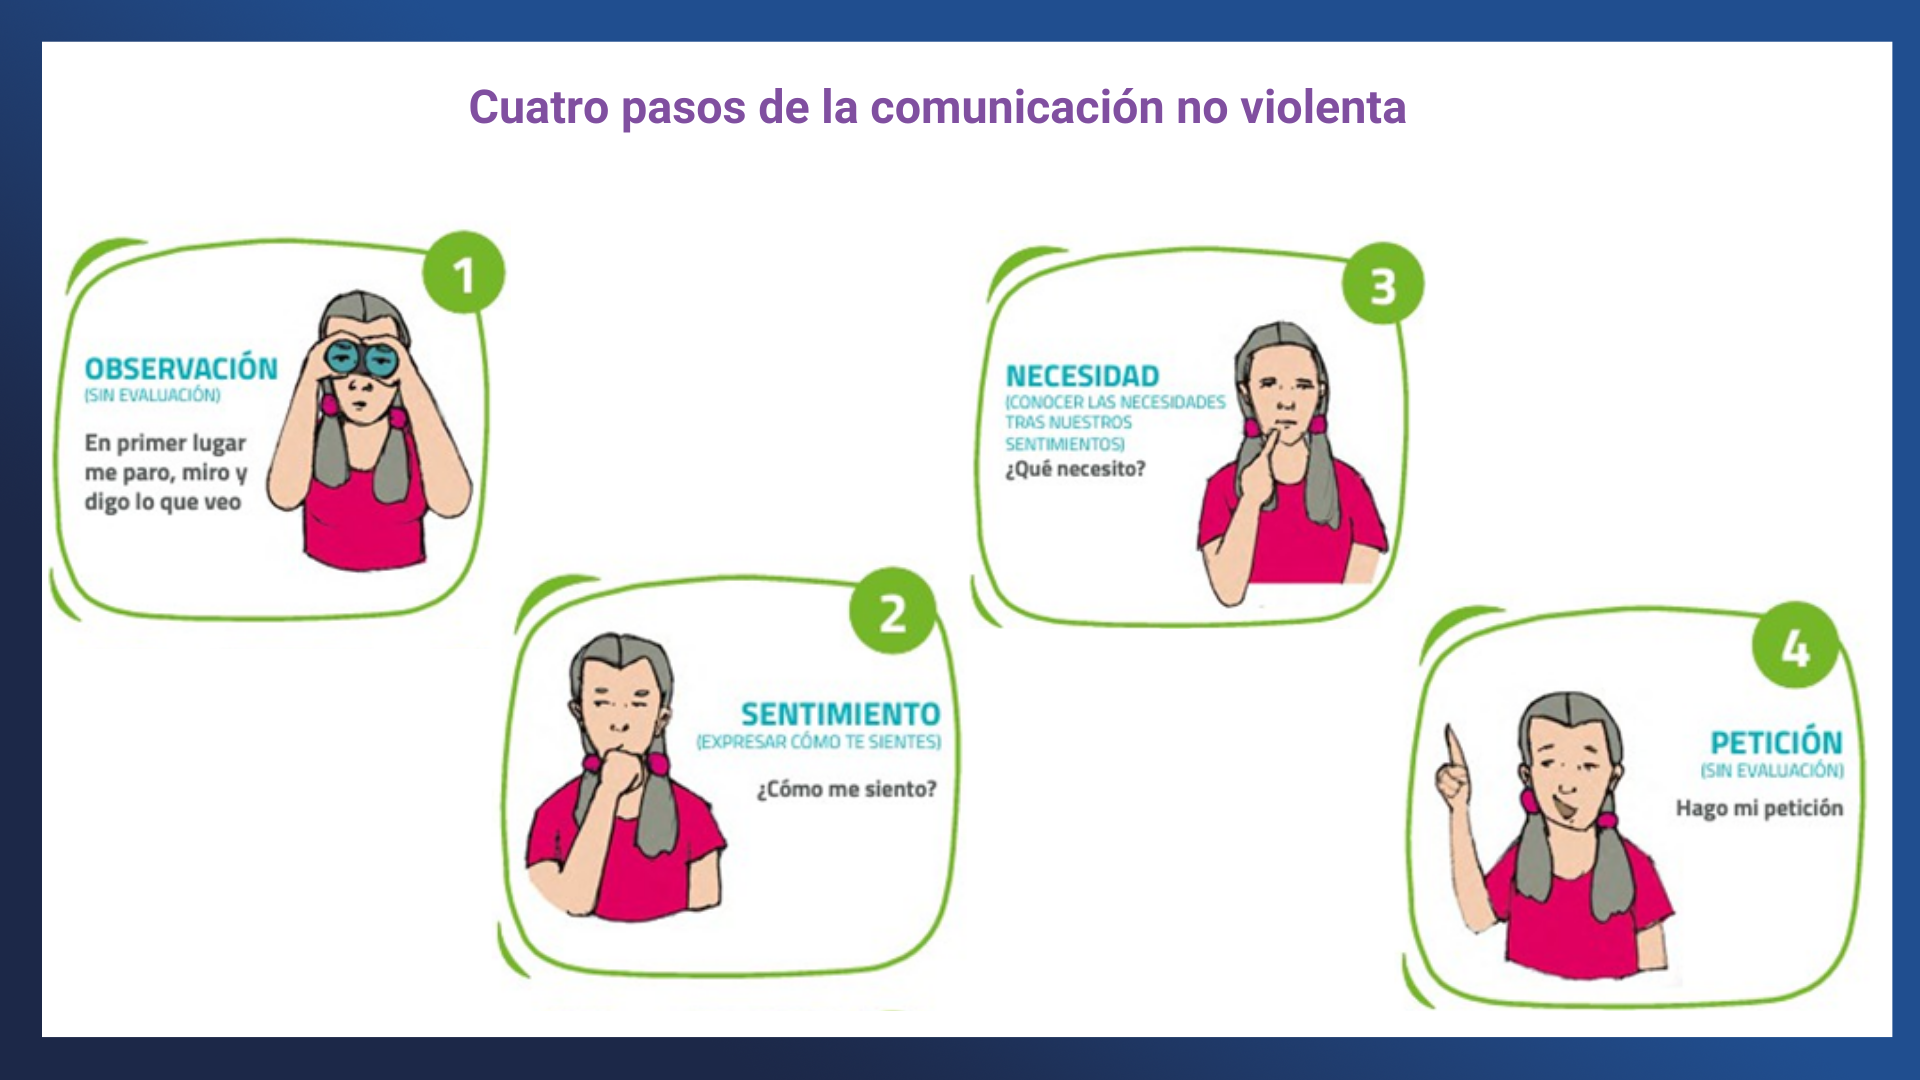 Cuatro pasos de la comunicación no violenta
1
OBSERVACIÓN
(SIN EVALUACIÓN)
En primer lugar
me paro, miro y
digo lo que veo
2
SENTIMIENTO
(EXPRESAR CÓMO TE SIENTES)
¿Cómo me siento?
3
NECESIDAD
(CONOCER LAS NECESIDADES
TRAS NUESTROS
SENTIMIENTOS)
¿Qué necesito?
4
PETICIÓN
(SIN EVALUACIÓN)
Hago mi petición